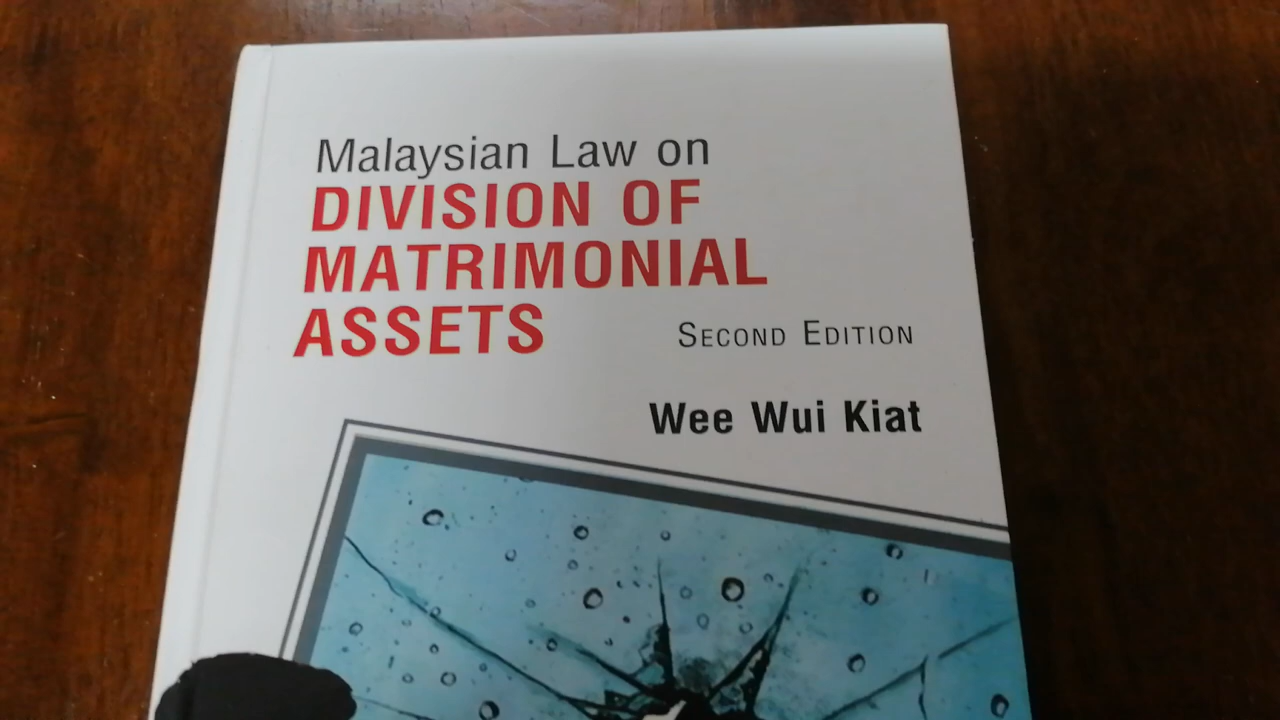 Malaysian Law on
DIVISION OF
MATRIMONIAL
ASSETS
SECOND EDITION
Wee Wui Kiat